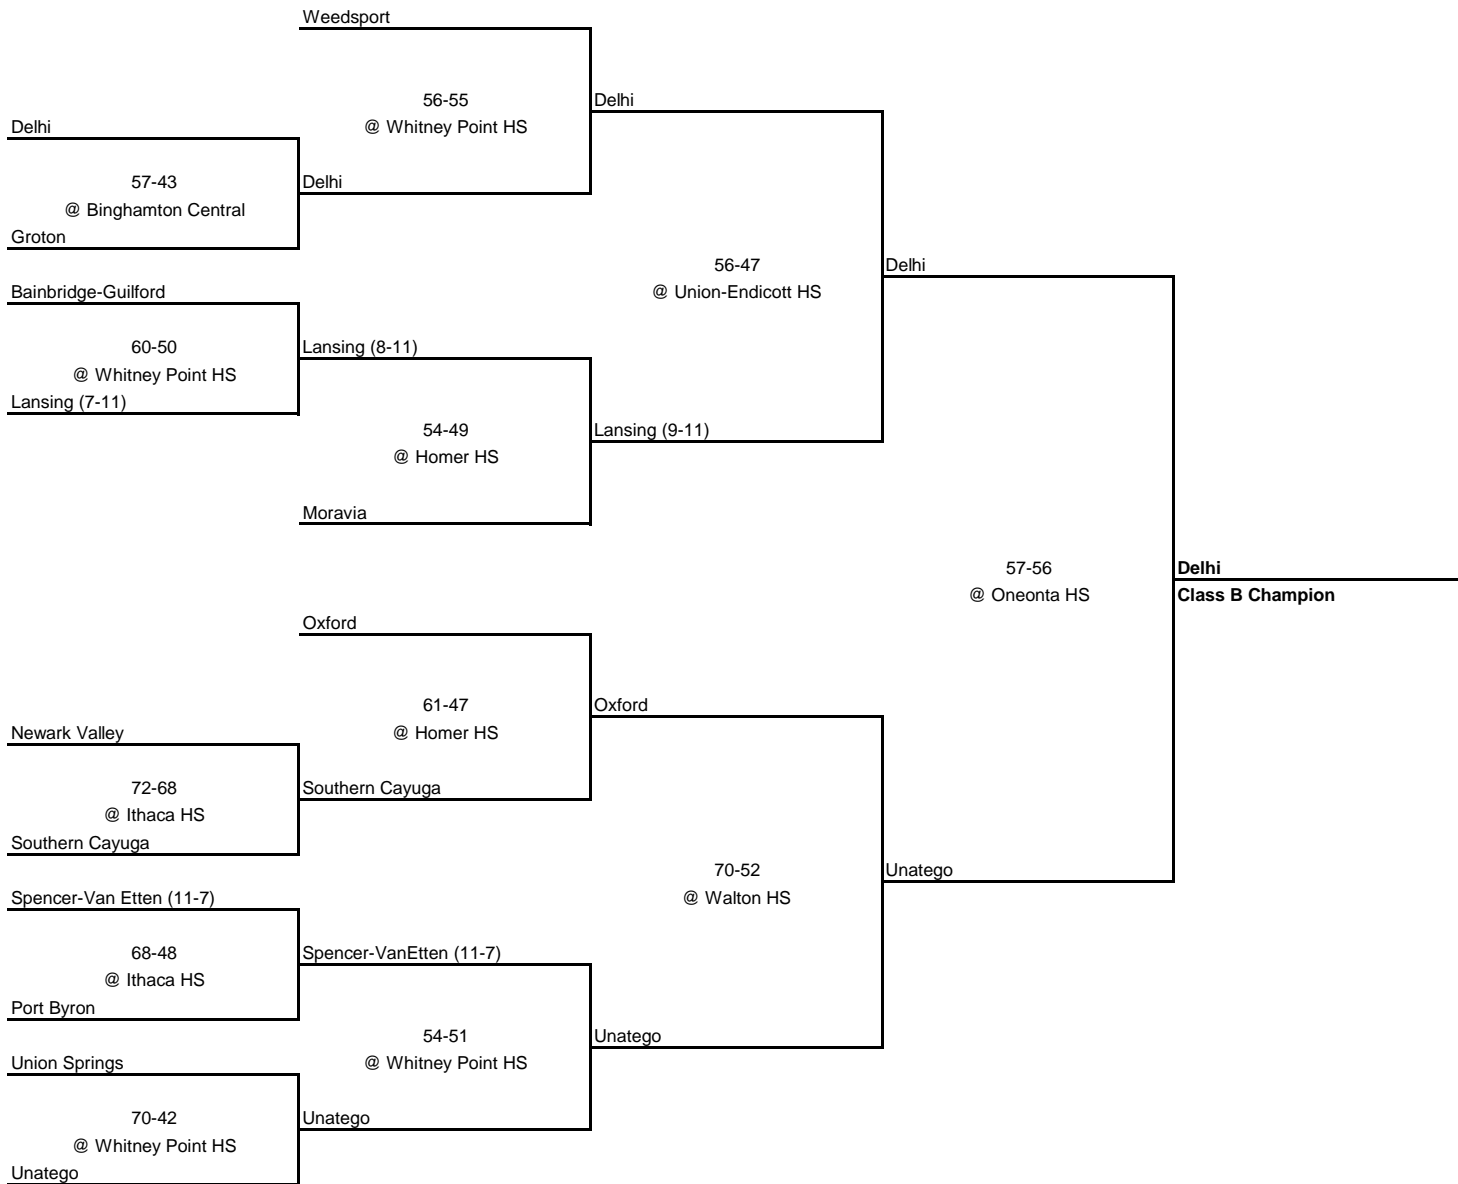 Weedsport
56-55
@ Whitney Point HS
Delhi
Delhi
57-43
@ Binghamton Central
Delhi
Groton
Bainbridge-Guilford
60-50
@ Whitney Point HS
Lansing (8-11)
Lansing (7-11)
54-49
@ Homer HS
Lansing (9-11)
Moravia
56-47
@ Union-Endicott HS
Delhi
57-56
@ Oneonta HS
Delhi
Class B Champion
Oxford
61-47
@ Homer HS
Oxford
Newark Valley
72-68
@ Ithaca HS
Southern Cayuga
Southern Cayuga
70-52
@ Walton HS
Unatego
Spencer-Van Etten (11-7)
68-48
@ Ithaca HS
Spencer-VanEtten (11-7)
Port Byron
54-51
@ Whitney Point HS
Unatego
Union Springs
70-42
@ Whitney Point HS
Unatego
Unatego